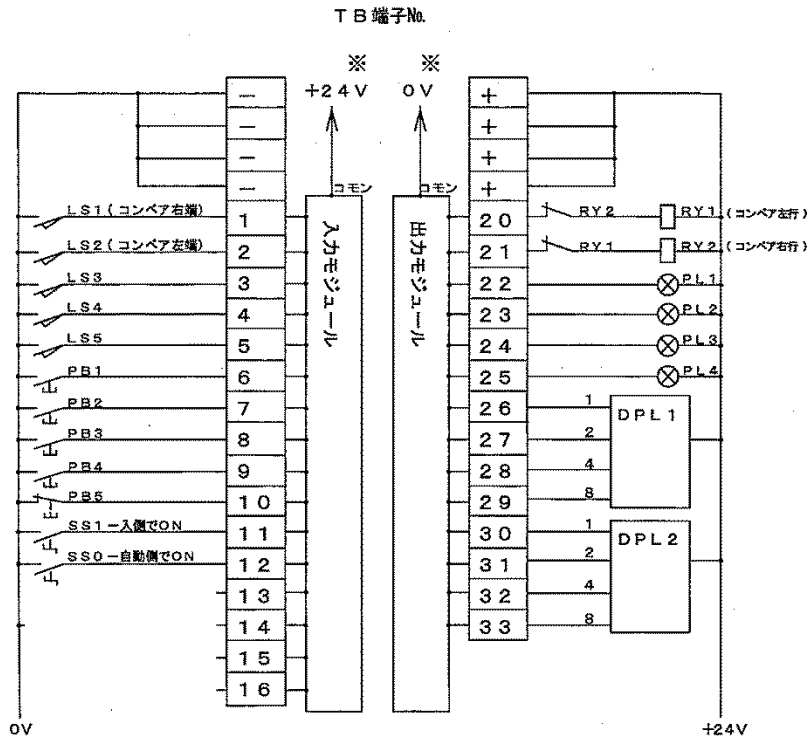 TB端子№
※ ※
+24V 0V
− +
− +
− +
− +
コモン コモン
LS1(コンベア右端) 1 20 RY2 RY1(コンベア左行)
LS2(コンベア左端) 2 21 RY1 RY2(コンベア右行)
LS3 3 22 PL1
LS4 4 23 PL2
LS5 5 24 PL3
PB1 6 25 PL4
PB2 7 26 1
PB3 8 27 2
PB4 9 28 4
PB5 10 29 8
DPL1
SS1−入側でON 11 30 1
SS0−自動側でON 12 31 2
13 32 4
14 33 8
DPL2
15
16
入力モジュール
出力モジュール
0V +24V